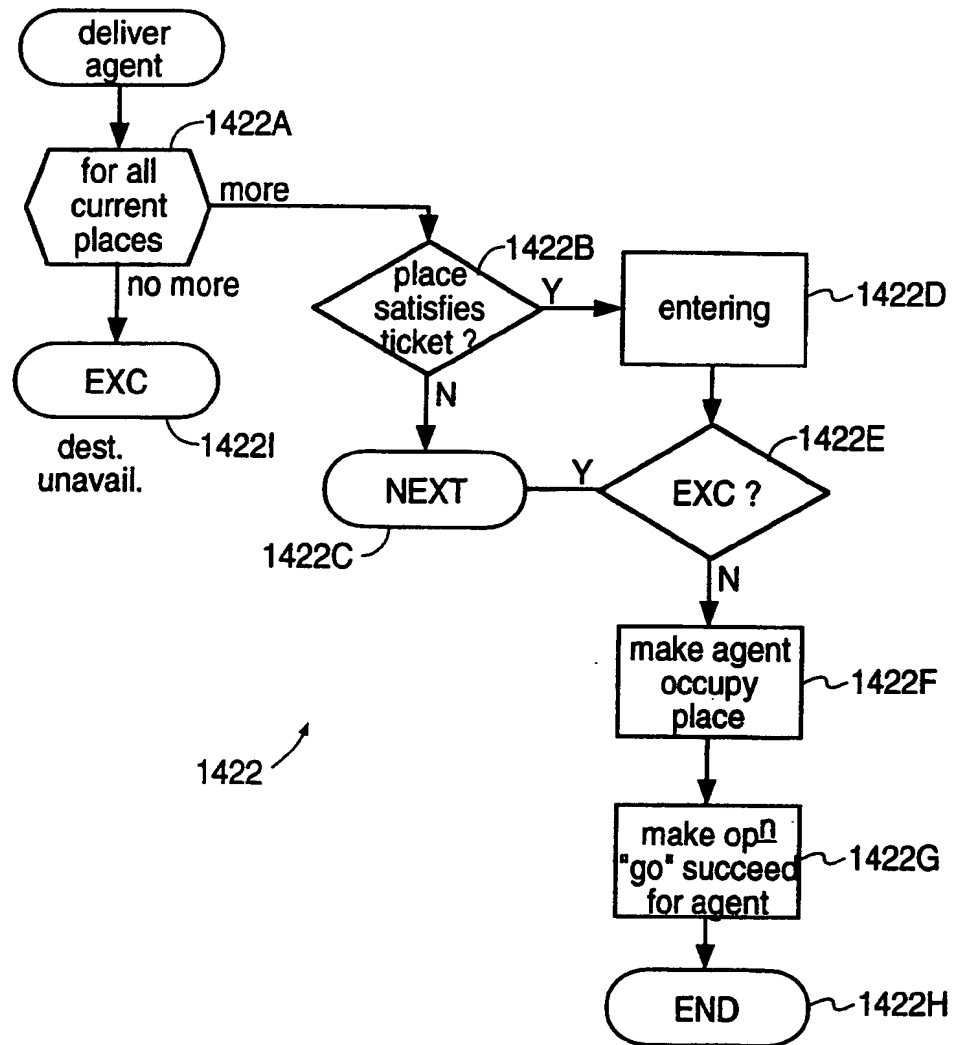 deliver
agent
1422A
for all
current
places
more
no more
EXC
1422I
dest.
unavail.
1422B
place
satisfies
ticket ?
Y
N
NEXT
1422C
entering
1422D
1422E
EXC ?
Y
N
make agent
occupy
place
1422F
1422
make opn
"go" succeed
for agent
1422G
END
1422H